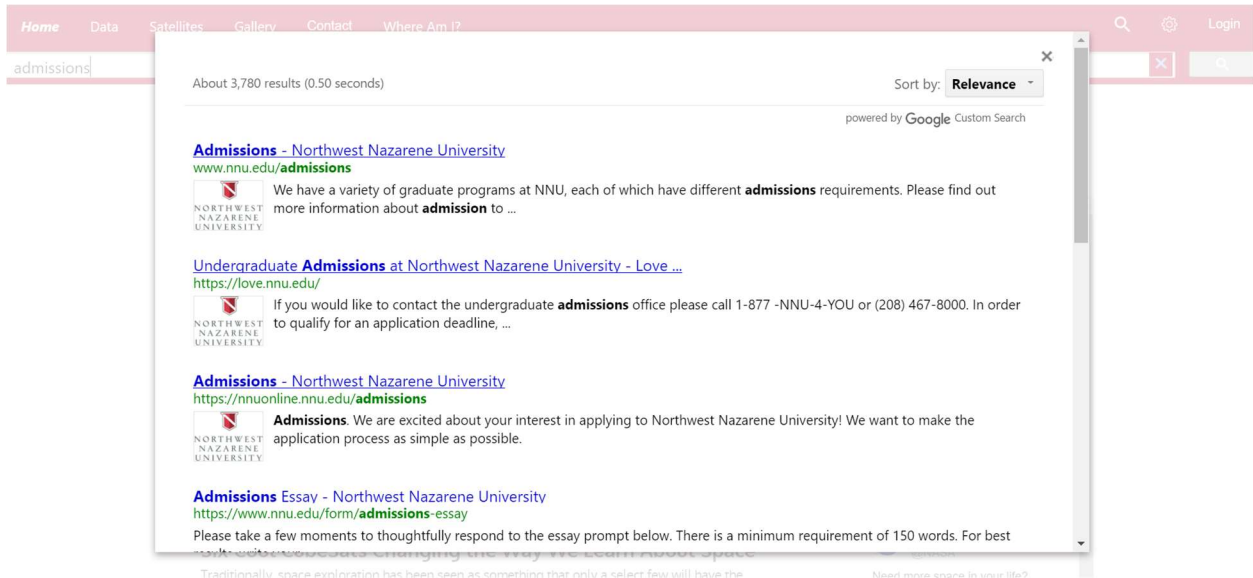 Home Data Satellites Gallery Contact Where Am I? Login
admissions
About 3,780 results (0.50 seconds) Sort by: Relevance
powered by Google Custom Search
Admissions - Northwest Nazarene University
www.nnu.edu/admissions
NORTHWEST
NAZARENE
UNIVERSITY
We have a variety of graduate programs at NNU, each of which have different admissions requirements. Please find out
more information about admission to ...
Undergraduate Admissions at Northwest Nazarene University - Love ...
https://love.nnu.edu/
NORTHWEST
NAZARENE
UNIVERSITY
If you would like to contact the undergraduate admissions office please call 1-877 -NNU-4-YOU or (208) 467-8000. In order
to qualify for an application deadline, ...
Admissions - Northwest Nazarene University
https://nnuonline.nnu.edu/admissions
NORTHWEST
NAZARENE
UNIVERSITY
Admissions. We are excited about your interest in applying to Northwest Nazarene University! We want to make the
application process as simple as possible.
Admissions Essay - Northwest Nazarene University
https://www.nnu.edu/form/admissions-essay
Please take a few moments to thoughtfully respond to the essay prompt below. There is a minimum requirement of 150 words. For best
CubeSats Changing the Way We Learn About Space
Traditionally, space exploration has been seen as something that only a select few will have the
Need more space in your life?